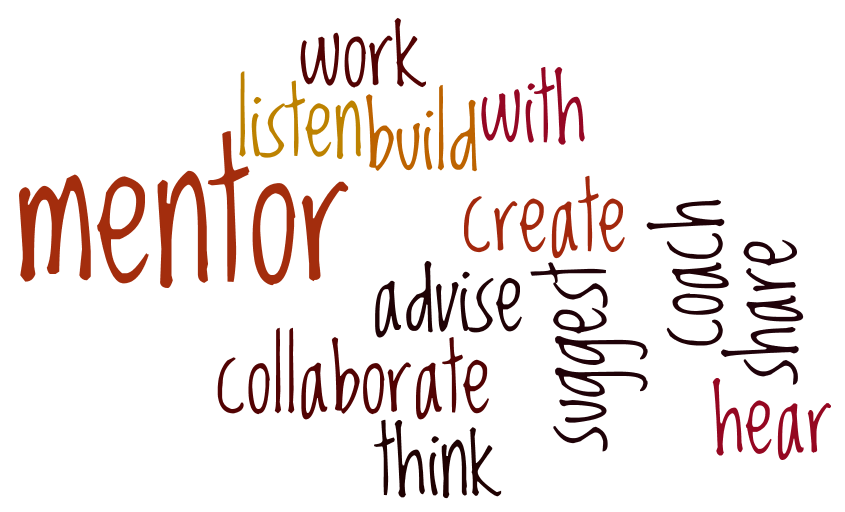 work
listen
build
with
mentor
create
coach
share
advise
suggest
collaborate
hear
think